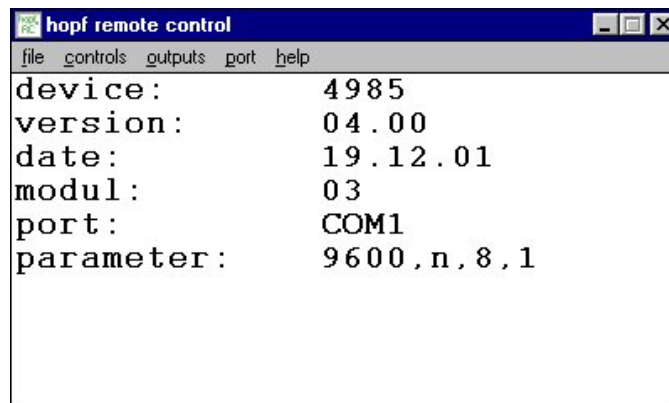 hopf remote control
file controls outputs port help
device: 4985
version: 04.00
date: 19.12.01
modul: 03
port: COM1
parameter: 9600,n,8,1